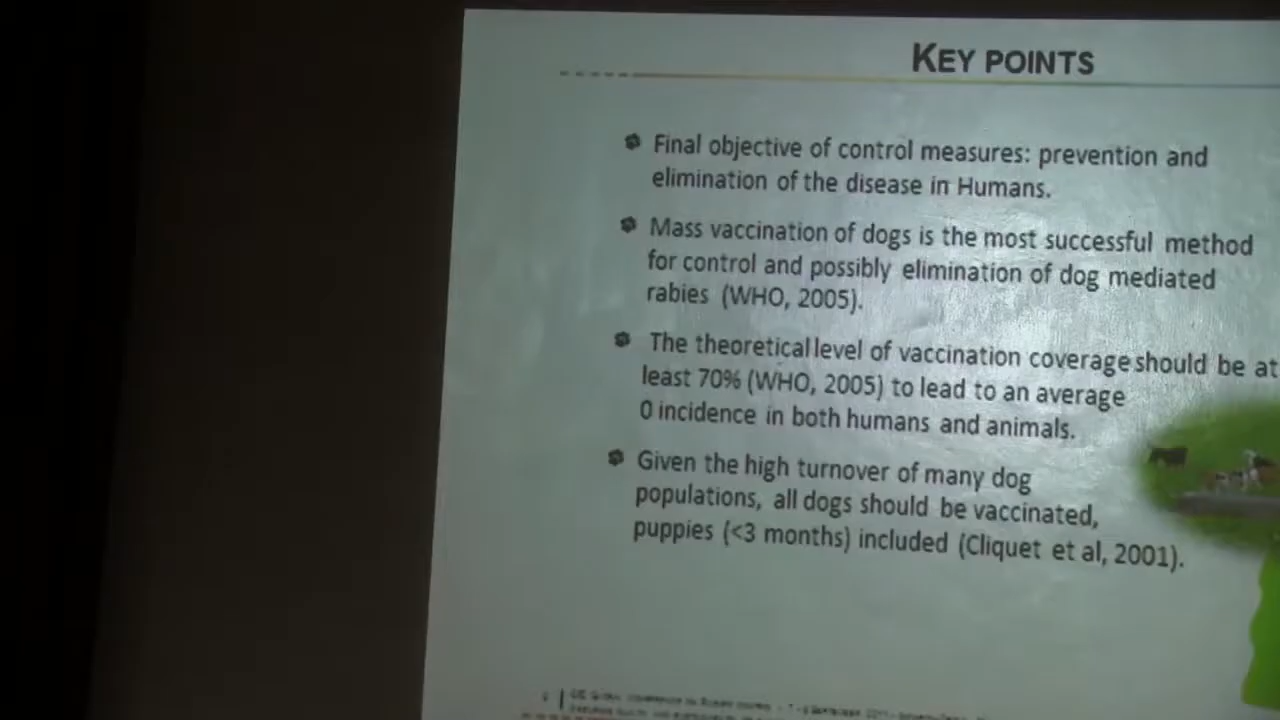 KEY POINTS
Final objective of control measures: prevention and
elimination of the disease in Humans.
Mass vaccination of dogs is the most successful method
for control and possibly elimination of dog mediated
rabies (WHO, 2005).
The theoretical level of vaccination coverage should be at
least 70% (WHO, 2005) to lead to an average
0 incidence in both humans and animals.
Given the high turnover of many dog
populations, all dogs should be vaccinated,
puppies (<3 months) included (Cliquet et al, 2001).